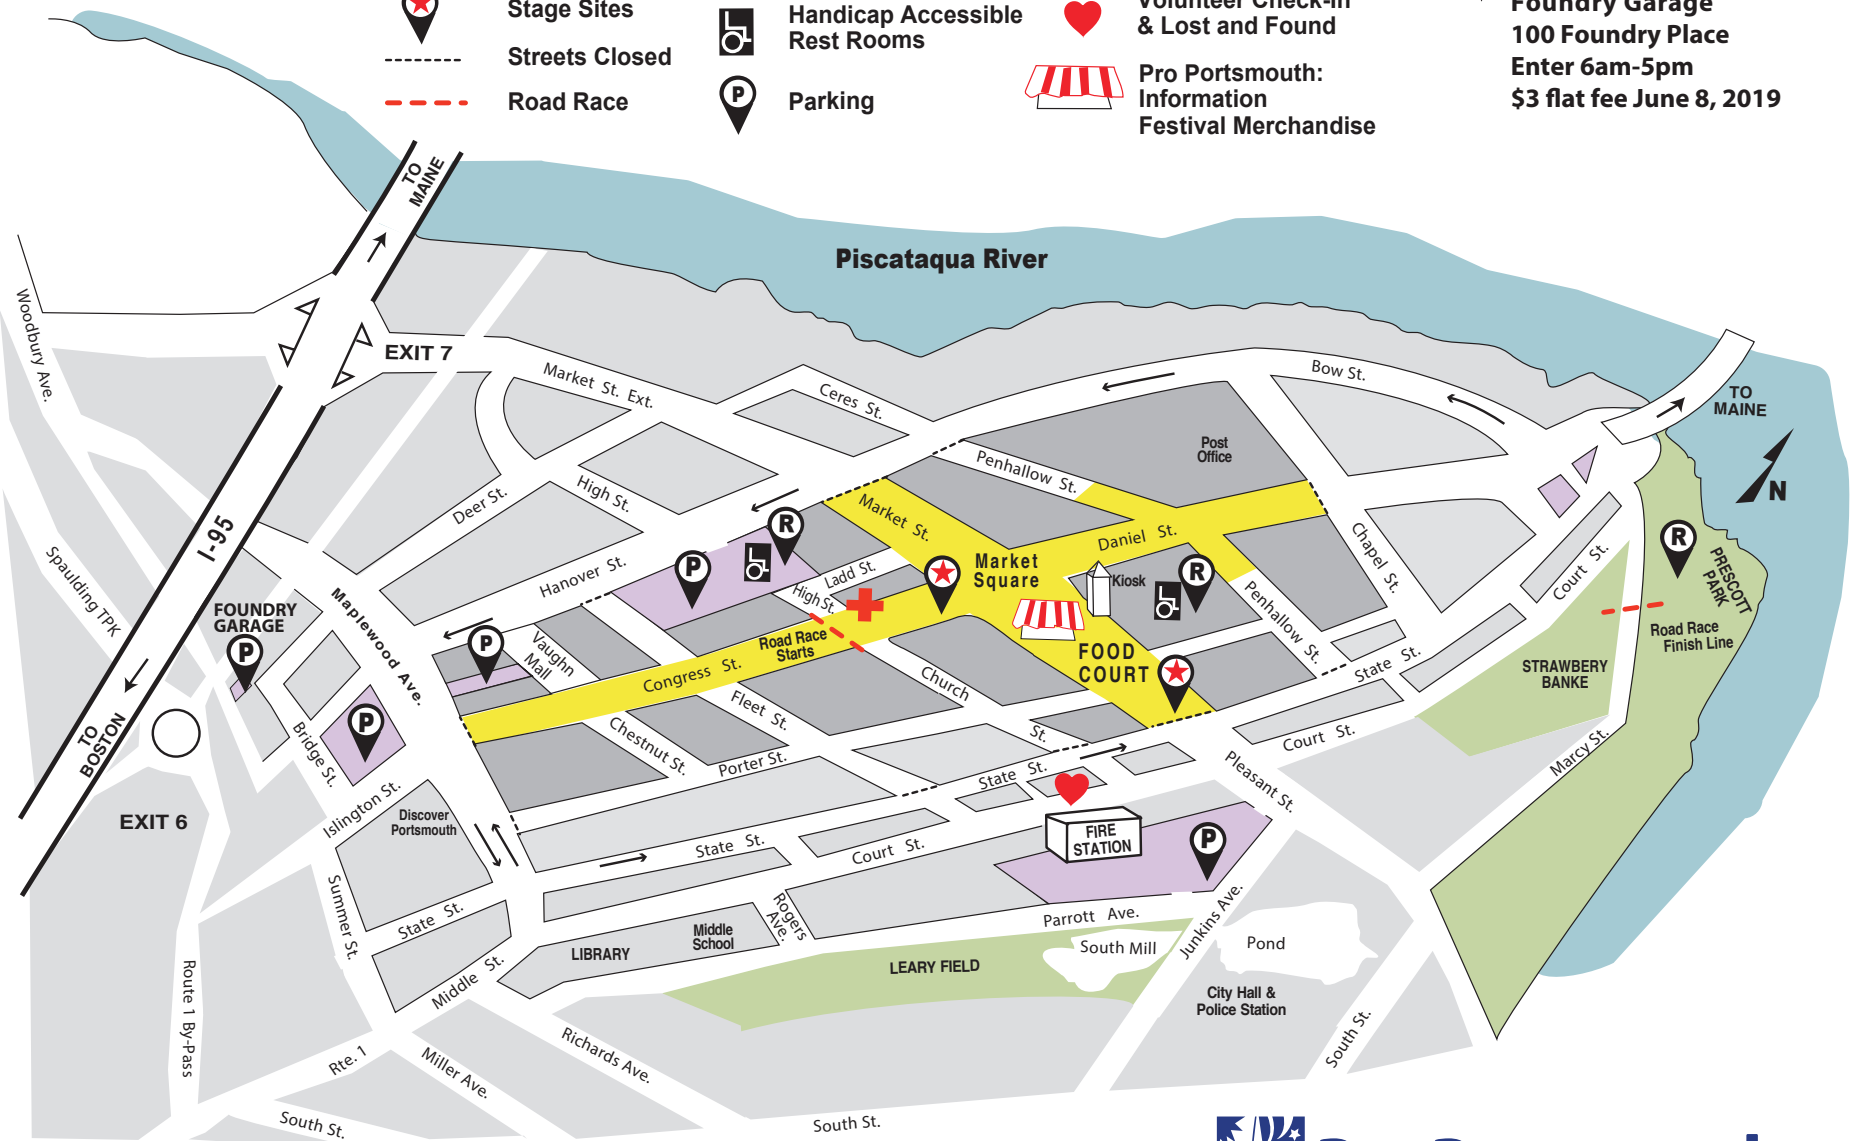 Stage Sites
Streets Closed
Road Race
Handicap Accessible
Rest Rooms
P
Parking
Volunteer Check-in
& Lost and Found
Pro Portsmouth:
Information
Festival Merchandise
Foundry Garage
100 Foundry Place
Enter 6am-5pm
$3 flat fee June 8, 2019
TO
MAINE
Piscataqua River
Woodbury Ave.
EXIT 7
Market St. Ext.
Ceres St.
Bow St.
TO
MAINE
N
Post
Office
Penhallow St.
Deer St.
High St.
I-95
Market St.
Daniel St.
Chapel St.
Court St.
R
PRESCOTT
PARK
Spaulding TPK
Hanover St.
R
P
Ladd St.
High St.
Market
Square
Kiosk
R
Penhallow St.
Maplewood Ave.
FOUNDRY
GARAGE
P
P
Vaughn
Mall
Road Race
Starts
Congress St.
FOOD
COURT
State St.
Road Race
Finish Line
STRAWBERY
BANKE
Church
St.
Fleet St.
Chestnut St.
Porter St.
TO
BOSTON
Bridge St.
P
State St.
Court St.
Pleasant St.
Marcy St.
EXIT 6
Islington St.
Discover
Portsmouth
State St.
Court St.
FIRE
STATION
P
Summer St.
State St.
Rogers
Ave.
Parrott Ave.
Junkins Ave.
Middle
School
LIBRARY
LEARY FIELD
South Mill
Pond
Middle St.
City Hall &
Police Station
Route 1 By-Pass
Rte. 1
Miller Ave.
Richards Ave.
South St.
South St.
South St.